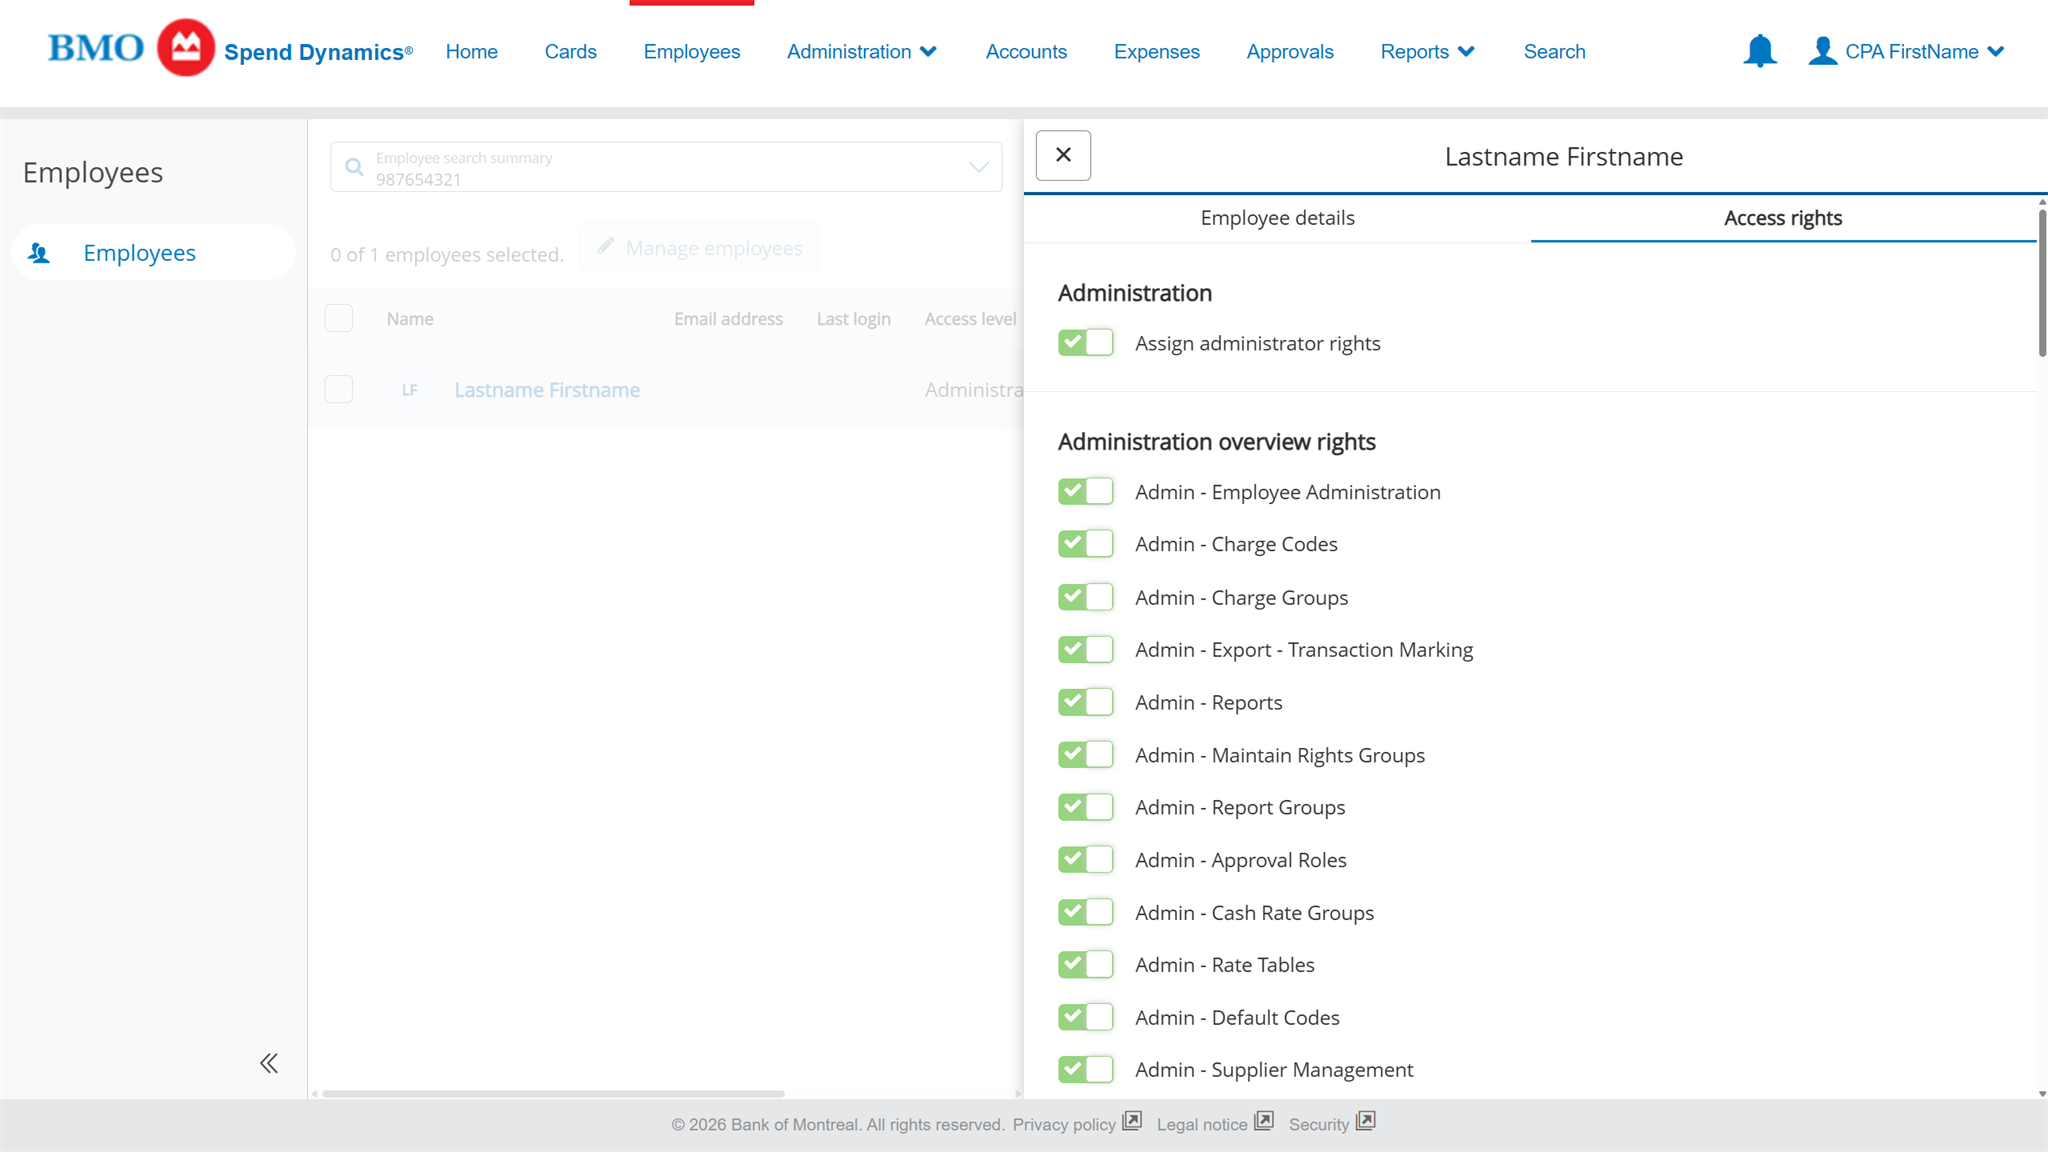 BMO Spend Dynamics®
Home
Cards
Employees
Administration
Accounts
Expenses
Approvals
Reports
Search
CPA FirstName
Employees
Employees
Employee search summary
987654321
0 of 1 employees selected.
Manage employees
Name
Email address
Last login
Access level
LF
Lastname Firstname
Administra
Lastname Firstname
Employee details
Access rights
Administration
Assign administrator rights
Administration overview rights
Admin - Employee Administration
Admin - Charge Codes
Admin - Charge Groups
Admin - Export - Transaction Marking
Admin - Reports
Admin - Maintain Rights Groups
Admin - Report Groups
Admin - Approval Roles
Admin - Cash Rate Groups
Admin - Rate Tables
Admin - Default Codes
Admin - Supplier Management
© 2026 Bank of Montreal. All rights reserved. Privacy policy Legal notice Security